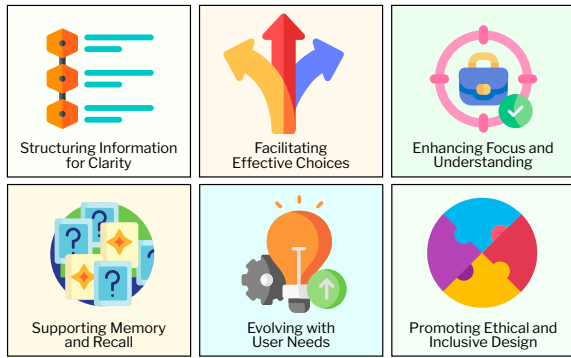 Structuring Information
for Clarity
Facilitating
Effective Choices
Enhancing Focus and
Understanding
Supporting Memory
and Recall
Evolving with
User Needs
Promoting Ethical and
Inclusive Design